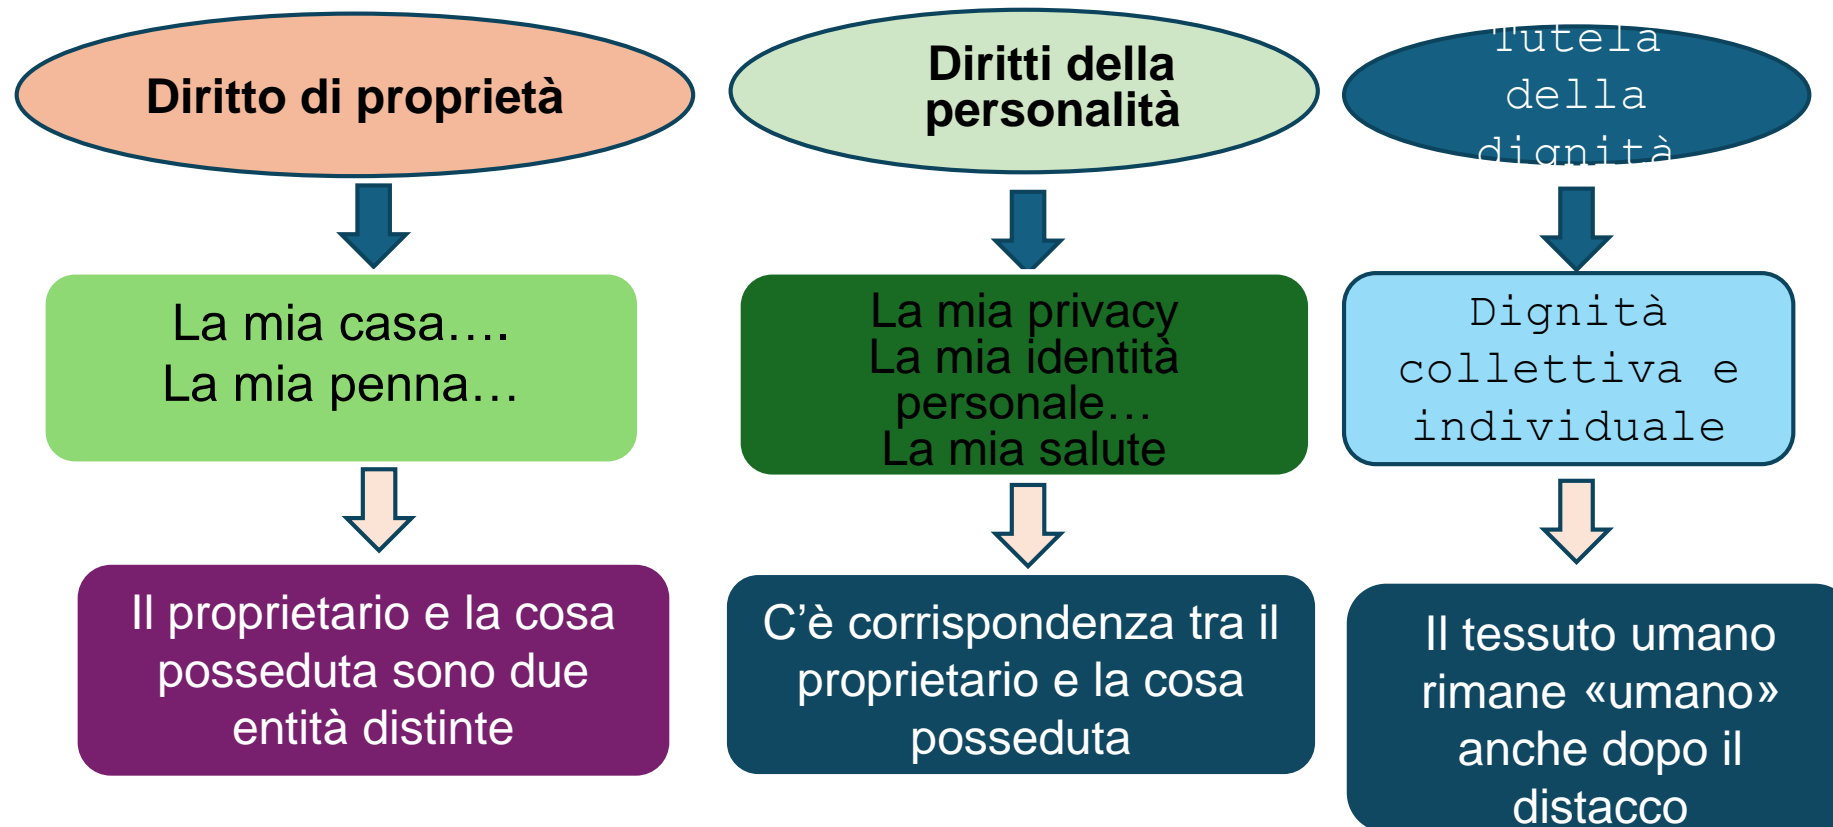 Diritto di proprietà
Diritti della
personalità
Tutela
della
dignità
La mia casa….
La mia penna…
La mia privacy
La mia identità
personale…
La mia salute
Dignità
collettiva e
individuale
Il proprietario e la cosa
posseduta sono due
entità distinte
C’è corrispondenza tra il
proprietario e la cosa
posseduta
Il tessuto umano
rimane «umano»
anche dopo il
distacco